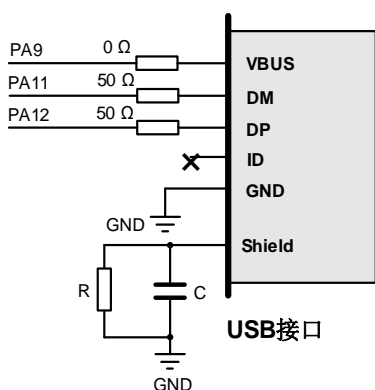 PA9 0 Ω VBUS
PA11 50 Ω DM
PA12 50 Ω DP
ID
GND
GND
Shield
R C
USB接口
GND